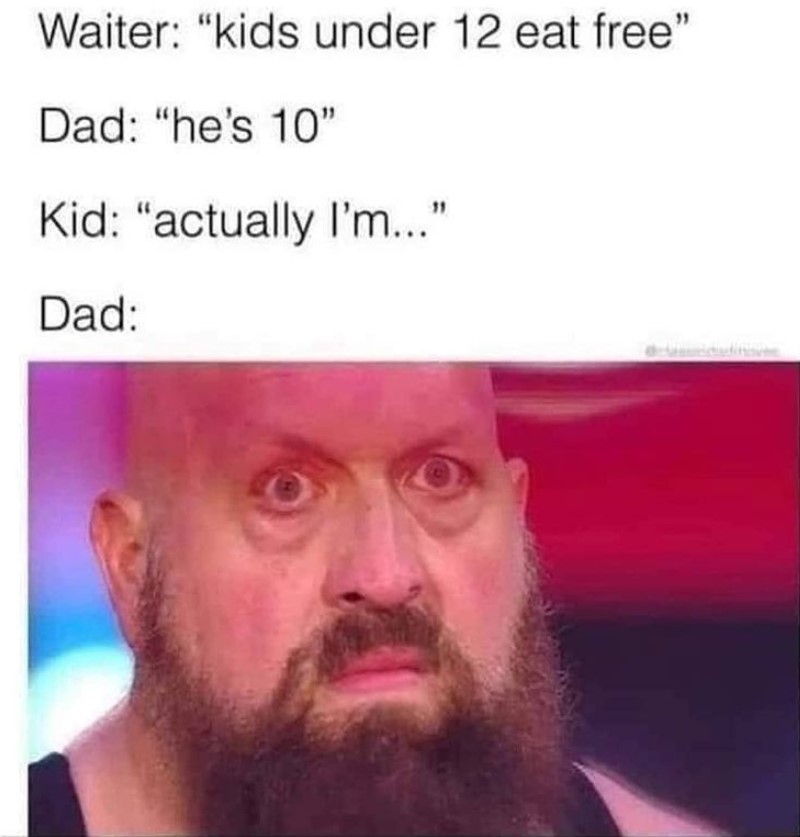 Waiter: “kids under 12 eat free”
Dad: “he’s 10”
Kid: “actually I’m...”
Dad: